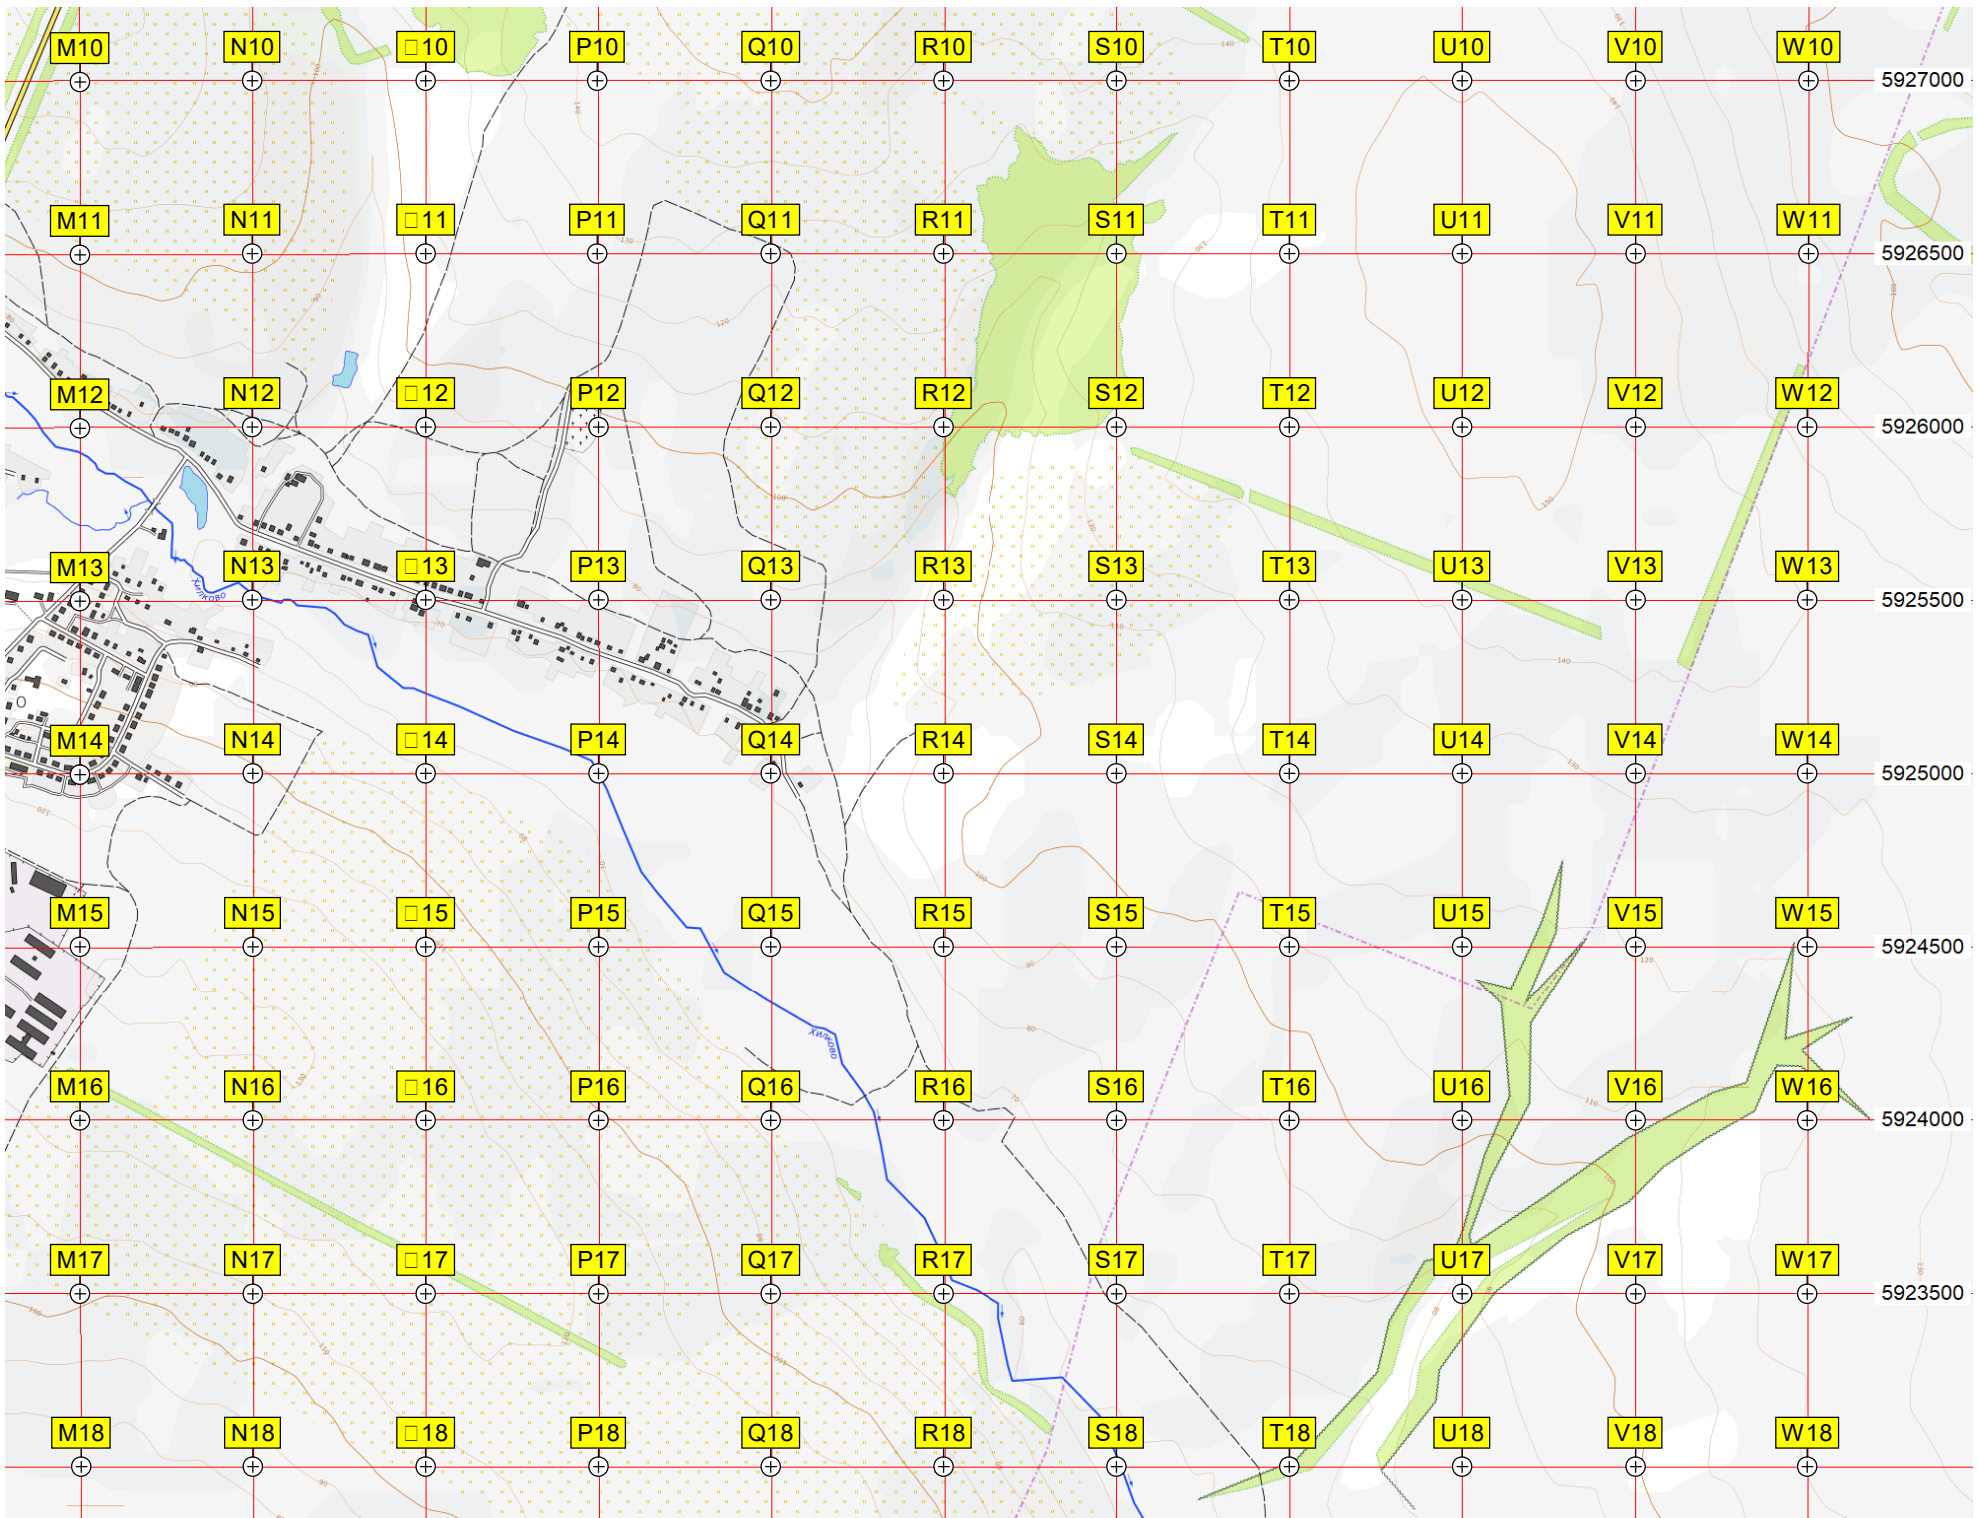 M10 N10 □10 P10 Q10 R10 S10 T10 U10 V10 W10
5927000
M11 N11 □11 P11 Q11 R11 S11 T11 U11 V11 W11
5926500
M12 N12 □12 P12 Q12 R12 S12 T12 U12 V12 W12
5926000
M13 N13 □13 P13 Q13 R13 S13 T13 U13 V13 W13
5925500
Хилково
M14 N14 □14 P14 Q14 R14 S14 T14 U14 V14 W14
5925000
M15 N15 □15 P15 Q15 R15 S15 T15 U15 V15 W15
5924500
Хилково
M16 N16 □16 P16 Q16 R16 S16 T16 U16 V16 W16
5924000
M17 N17 □17 P17 Q17 R17 S17 T17 U17 V17 W17
5923500
M18 N18 □18 P18 Q18 R18 S18 T18 U18 V18 W18